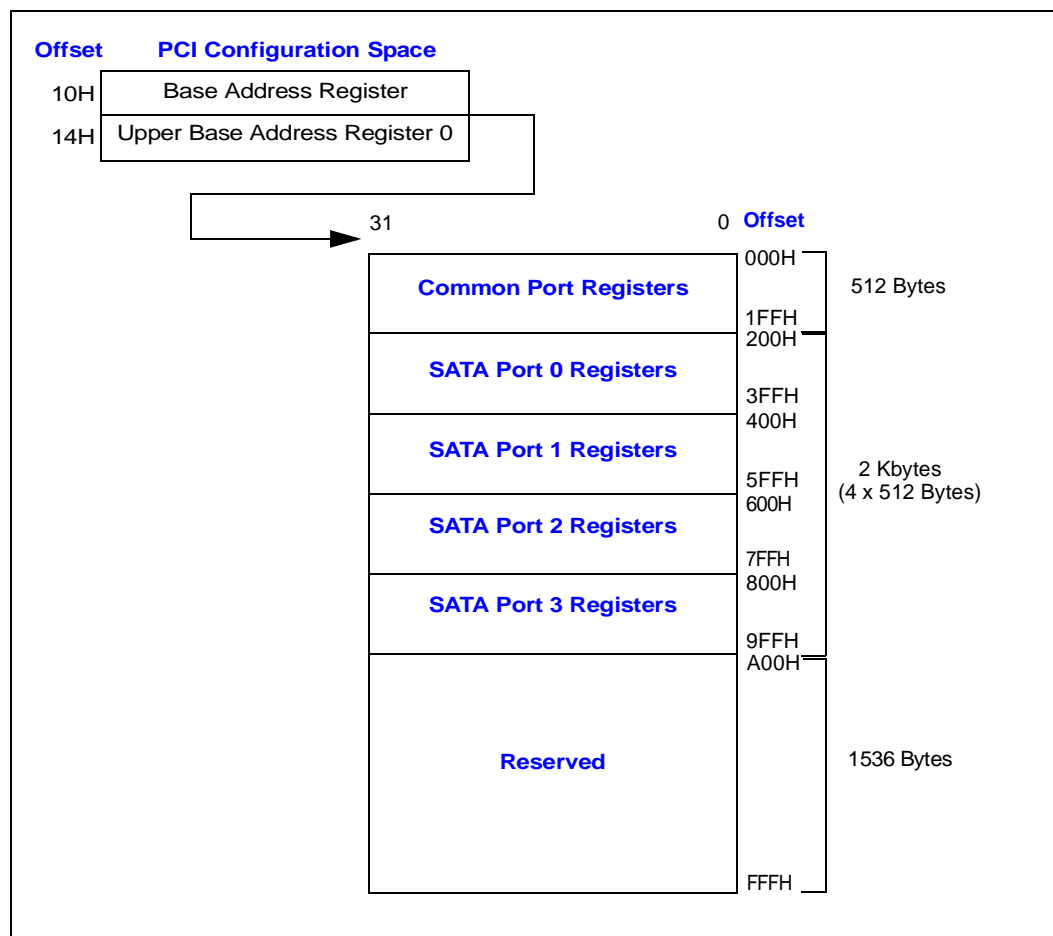 Offset PCI Configuration Space
10H Base Address Register
14H Upper Base Address Register 0
31 0 Offset
000H
Common Port Registers 512 Bytes
1FFH
200H
SATA Port 0 Registers
3FFH
400H
SATA Port 1 Registers
2 Kbytes
5FFH
(4 x 512 Bytes)
600H
SATA Port 2 Registers
7FFH
800H
SATA Port 3 Registers
9FFH
A00H
Reserved 1536 Bytes
FFFH